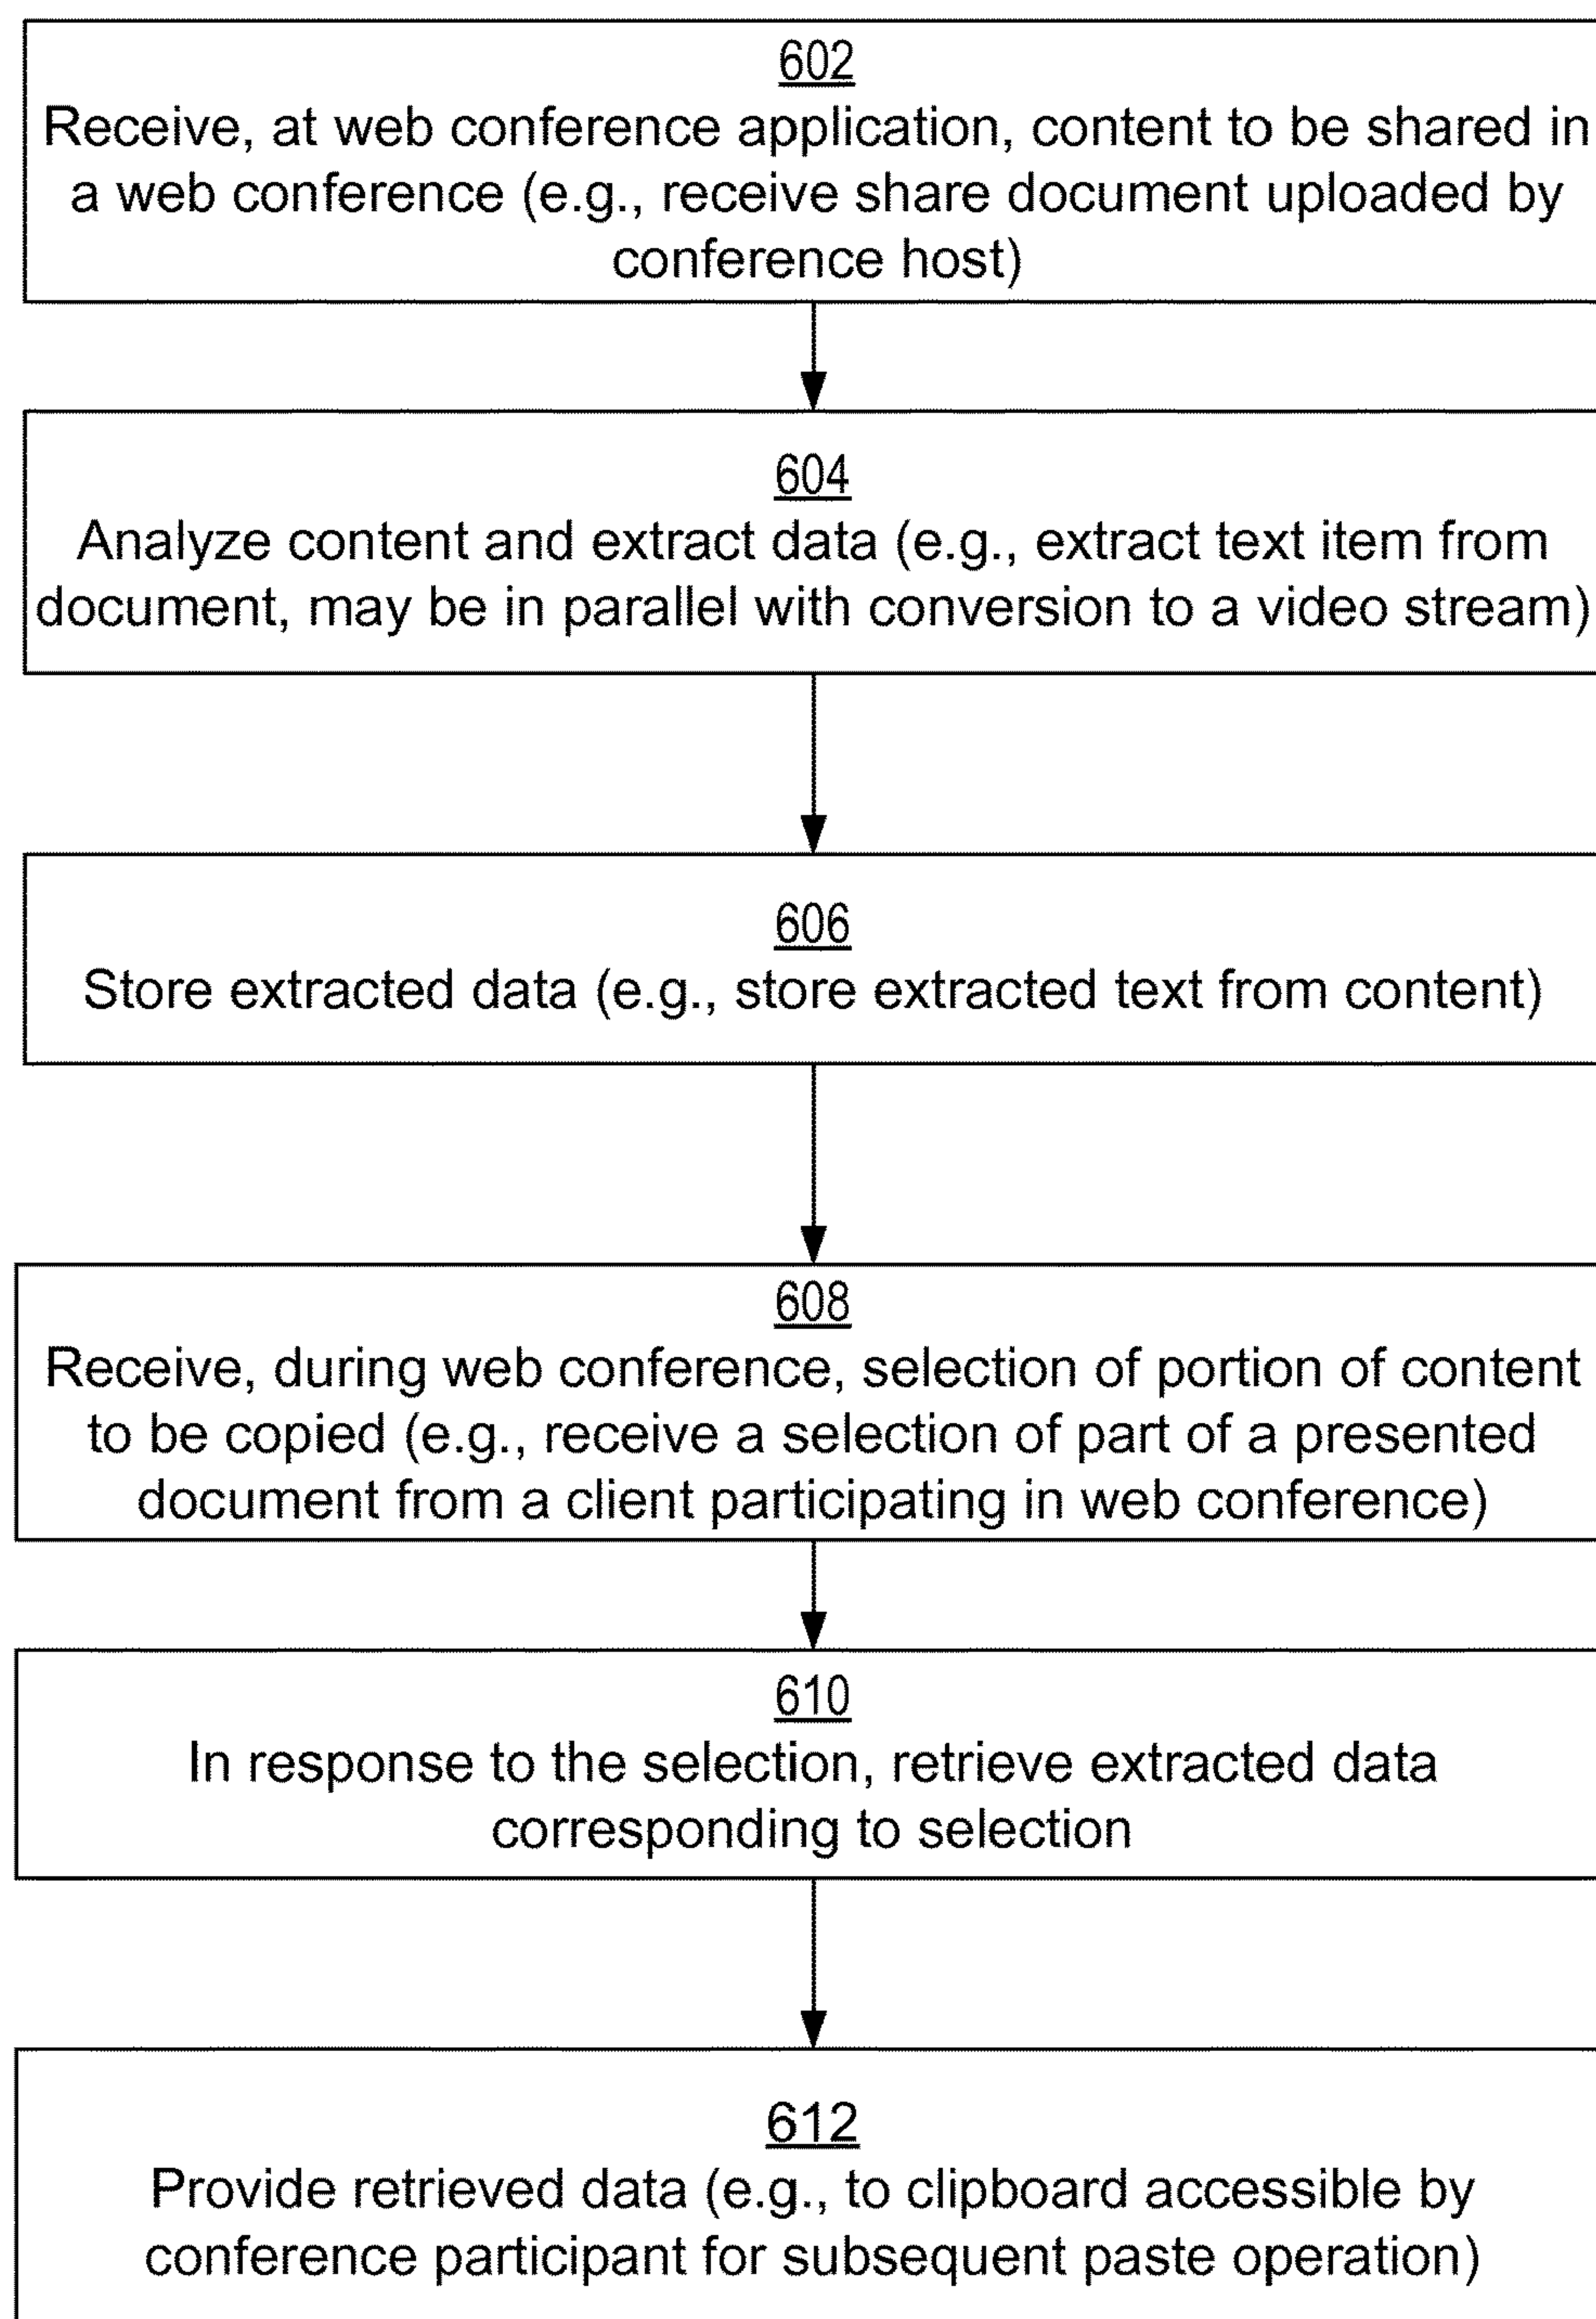 602
Receive, at web conference application, content to be shared in
a web conference (e.g., receive share document uploaded by
conference host)
604
Analyze content and extract data (e.g., extract text item from
document, may be in parallel with conversion to a video stream)
606
Store extracted data (e.g., store extracted text from content)
608
Receive, during web conference, selection of portion of content
to be copied (e.g., receive a selection of part of a presented
document from a client participating in web conference)
610
In response to the selection, retrieve extracted data
corresponding to selection
612
Provide retrieved data (e.g., to clipboard accessible by
conference participant for subsequent paste operation)